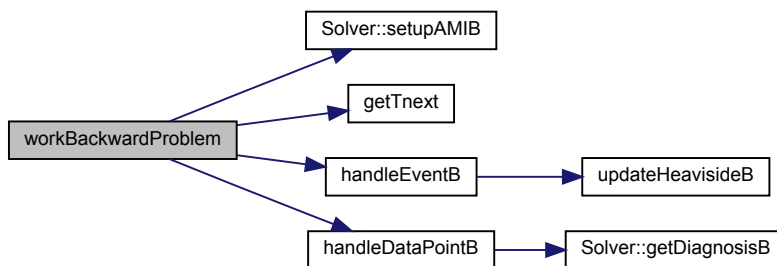 Solver::setupAMIB
getTnext
workBackwardProblem
handleEventB
updateHeavisideB
handleDataPointB
Solver::getDiagnosisB